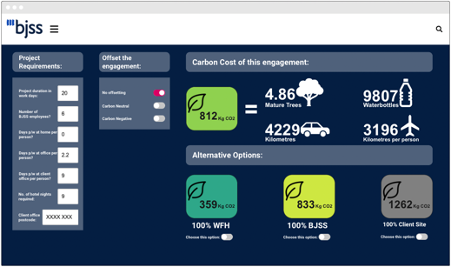 bjss
Project
Requirements:
Project duration in
work days:
20
Number of
BJSS employees?
6
Days p/w at home per
person?
0
Days p/w at office per
person?
2.2
Days p/w at client
office per person?
9
No. of hotel nights
required:
9
Client office
postcode:
XXXX XXX
Offset the
engagement:
No offsetting
Carbon Neutral
Carbon Negative
Carbon Cost of this engagement:
812 Kg CO2
=
4.86
Mature Trees
9807
Waterbottles
4229
Kilometres
3196
Kilometres per person
Alternative Options:
359 Kg CO2
100% WFH
Choose this option:
833 Kg CO2
100% BJSS
Choose this option:
1262 Kg CO2
100% Client Site
Choose this option: